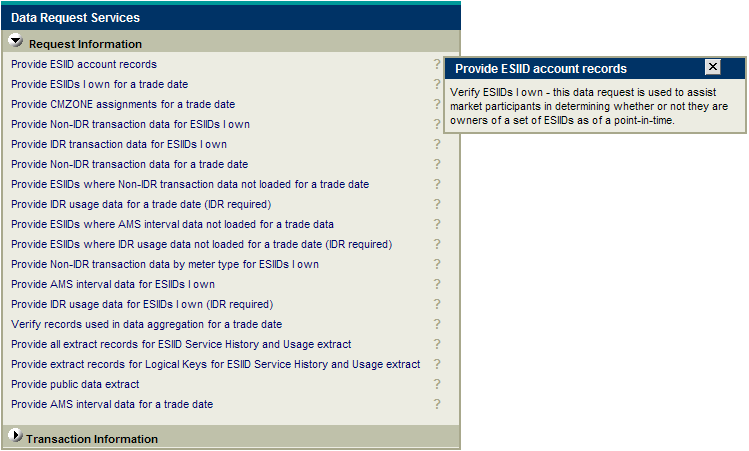 Data Request Services
Request Information
Provide ESIID account records ?
Provide ESIIDs I own for a trade date ?
Provide CMZONE assignments for a trade date ?
Provide Non-IDR transaction data for ESIIDs I own ?
Provide IDR transaction data for ESIIDs I own ?
Provide Non-IDR transaction data for a trade date ?
Provide ESIIDs where Non-IDR transaction data not loaded for a trade date ?
Provide IDR usage data for a trade date (IDR required) ?
Provide ESIIDs where AMS interval data not loaded for a trade data ?
Provide ESIIDs where IDR usage data not loaded for a trade date (IDR required) ?
Provide Non-IDR transaction data by meter type for ESIIDs I own ?
Provide AMS interval data for ESIIDs I own ?
Provide IDR usage data for ESIIDs I own (IDR required) ?
Verify records used in data aggregation for a trade date ?
Provide all extract records for ESIID Service History and Usage extract ?
Provide extract records for Logical Keys for ESIID Service History and Usage extract ?
Provide public data extract ?
Provide AMS interval data for a trade date ?
Transaction Information
Provide ESIID account records
Verify ESIIDs I own - this data request is used to assist
market participants in determining whether or not they are
owners of a set of ESIIDs as of a point-in-time.